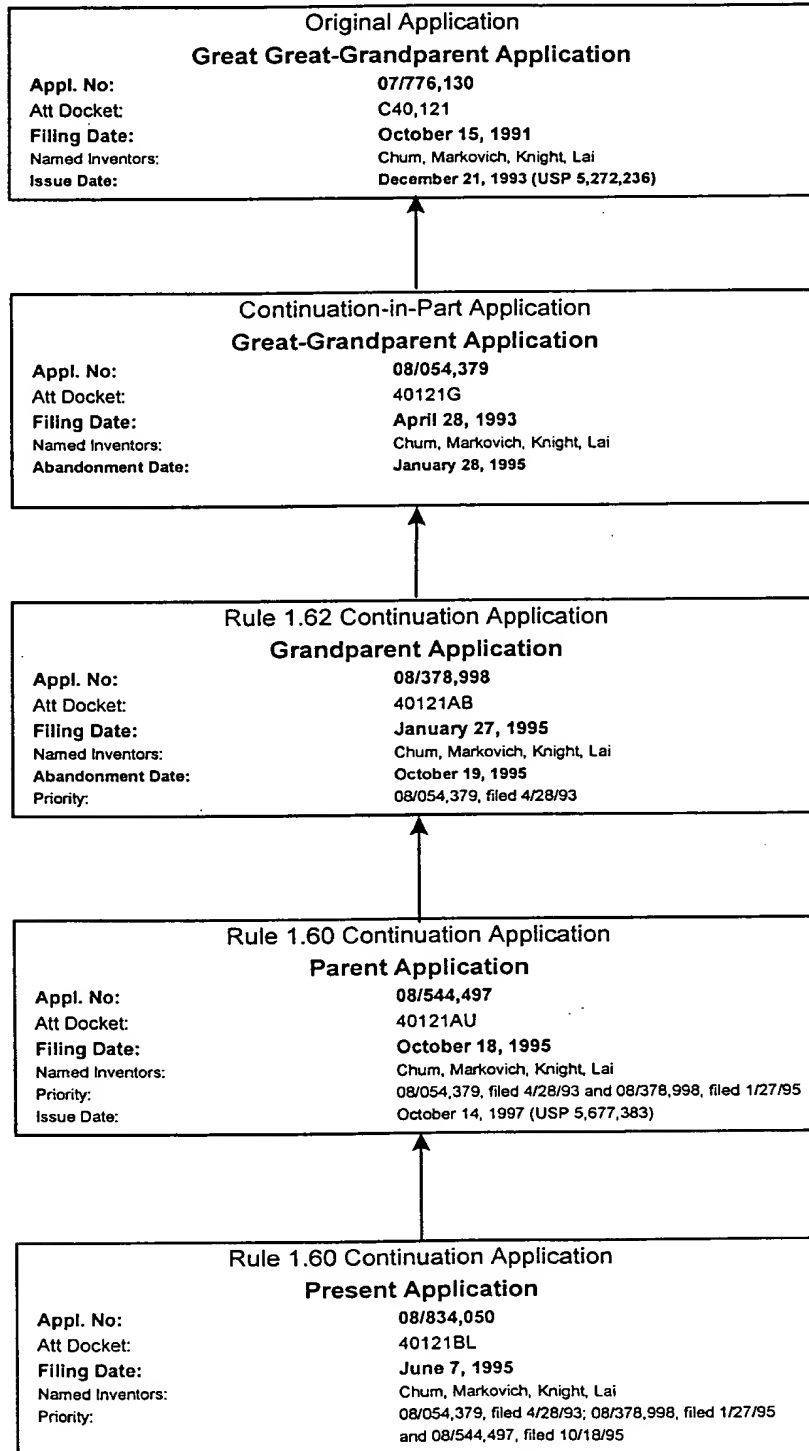 Original Application
Great Great-Grandparent Application
Appl. No: 07/776,130
Att Docket: C40,121
Filing Date: October 15, 1991
Named Inventors: Chum, Markovich, Knight, Lai
Issue Date: December 21, 1993 (USP 5,272,236)
Continuation-in-Part Application
Great-Grandparent Application
Appl. No: 08/054,379
Att Docket: 40121G
Filing Date: April 28, 1993
Named Inventors: Chum, Markovich, Knight, Lai
Abandonment Date: January 28, 1995
Rule 1.62 Continuation Application
Grandparent Application
Appl. No: 08/378,998
Att Docket: 40121AB
Filing Date: January 27, 1995
Named Inventors: Chum, Markovich, Knight, Lai
Abandonment Date: October 19, 1995
Priority: 08/054,379, filed 4/28/93
Rule 1.60 Continuation Application
Parent Application
Appl. No: 08/544,497
Att Docket: 40121AU
Filing Date: October 18, 1995
Named Inventors: Chum, Markovich, Knight, Lai
Priority: 08/054,379, filed 4/28/93 and 08/378,998, filed 1/27/95
Issue Date: October 14, 1997 (USP 5,677,383)
Rule 1.60 Continuation Application
Present Application
Appl. No: 08/834,050
Att Docket: 40121BL
Filing Date: June 7, 1995
Named Inventors: Chum, Markovich, Knight, Lai
Priority: 08/054,379, filed 4/28/93; 08/378,998, filed 1/27/95
and 08/544,497, filed 10/18/95